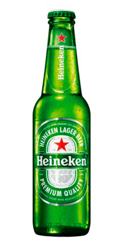 Heineken
HEINEKEN LAGER BEER
Heineken
PREMIUM QUALITY